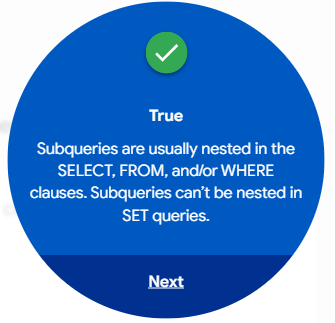 True
Subqueries are usually nested in the
SELECT, FROM, and/or WHERE
clauses. Subqueries can’t be nested in
SET queries.
Next